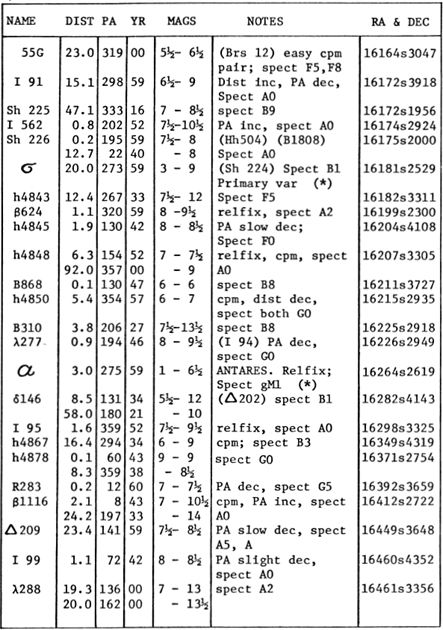 NAME DIST PA YR MAGS NOTES RA & DEC
55G 23.0 319 00 5½- 6½ (Brs 12) easy cpm 16164s3047
pair; spect F5,F8
I 91 15.1 298 59 6½- 9 Dist inc, PA dec, 16172s3918
Spect A0
Sh 225 47.1 333 16 7 - 8½ spect B9 16172s1956
I 562 0.8 202 52 7½-10½ PA inc, spect A0 16174s2924
Sh 226 0.2 195 59 7½- 8 (Hh504) (B1808) 16175s2000
12.7 22 40 - 8 Spect A0
σ 20.0 273 59 3 - 9 (Sh 224) Spect B1 16181s2529
Primary var (*)
h4843 12.4 267 33 7½- 12 Spect F5 16182s3311
β624 1.1 320 59 8 -9½ relfix, spect A2 16199s2300
h4845 1.9 130 42 8 - 8½ PA slow dec; 16204s4108
Spect F0
h4848 6.3 154 52 7 - 7½ relfix, cpm, spect 16207s3305
92.0 357 00 - 9 A0
B868 0.1 130 47 6 - 6 spect B8 16211s3727
h4850 5.4 354 57 6 - 7 cpm, dist dec, 16215s2935
spect both G0
B310 3.8 206 27 7½-13½ spect B8 16225s2918
λ277 0.9 194 46 8 - 9½ (I 94) PA dec, 16226s2949
spect G0
α 3.0 275 59 1 - 6½ ANTARES. Relfix; 16264s2619
Spect gM1 (*)
δ146 8.5 131 34 5½- 12 (Δ202) spect B1 16282s4143
58.0 180 21 - 10
I 95 1.6 359 52 7½- 9½ relfix, spect A0 16298s3325
h4867 16.4 294 34 6 - 9 cpm; spect B3 16349s4319
h4878 0.1 60 43 9 - 9 spect G0 16371s2754
8.3 359 38 - 8½
R283 0.2 12 60 7 - 7½ PA dec, spect G5 16392s3659
β1116 2.1 8 43 7 - 10½ cpm, PA inc, spect 16412s2722
24.2 197 33 - 14 A0
Δ209 23.4 141 59 7½- 8½ PA slow dec, spect 16449s3648
A5, A
I 99 1.1 72 42 8 - 8½ PA slight dec, 16460s4352
spect A0
λ288 19.3 136 00 7 - 13 spect A2 16461s3356
20.0 162 00 - 13½